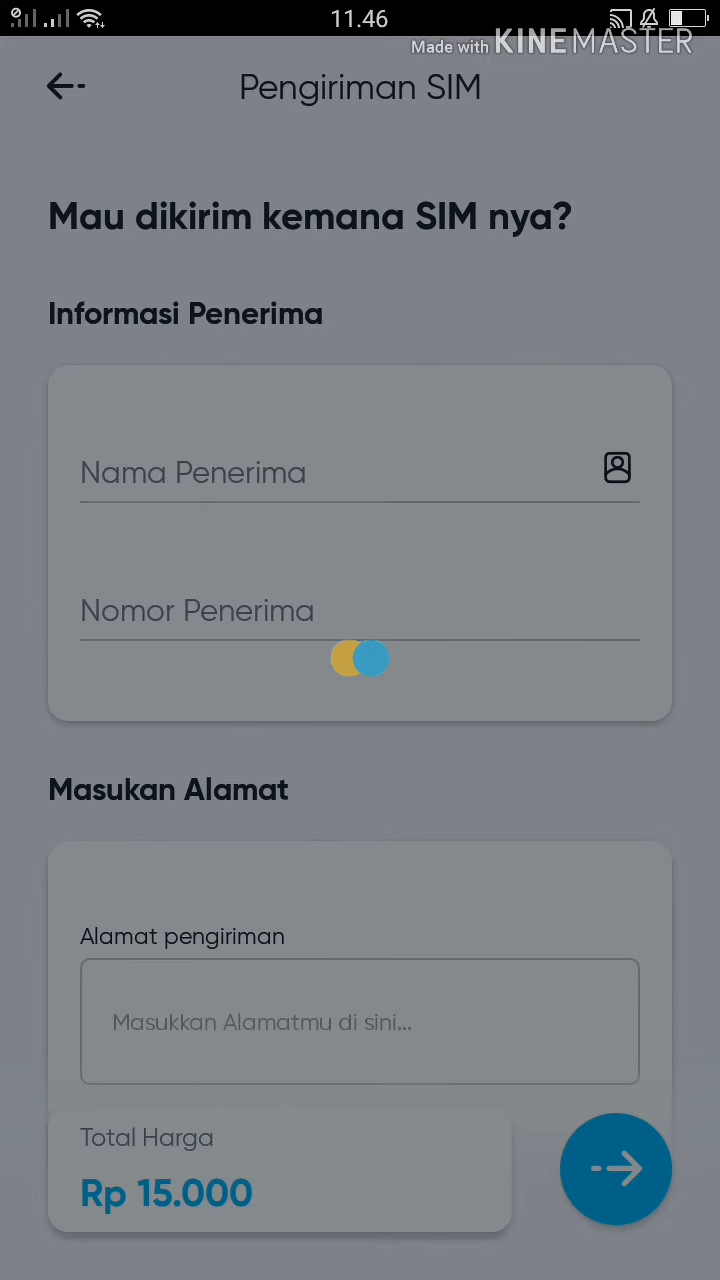 11.46
Made with KINEMASTER
Pengiriman SIM
Mau dikirim kemana SIM nya?
Informasi Penerima
Nama Penerima
Nomor Penerima
Masukan Alamat
Alamat pengiriman
Masukkan Alamatmu di sini...
Total Harga
Rp 15.000